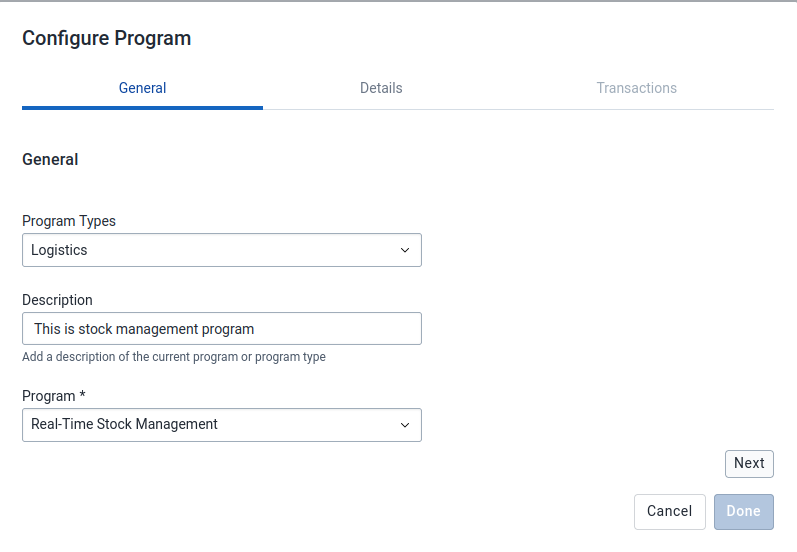 Configure Program
General
Details
Transactions
General
Program Types
Logistics
Description
This is stock management program
Add a description of the current program or program type
Program *
Real-Time Stock Management
Next
Cancel
Done